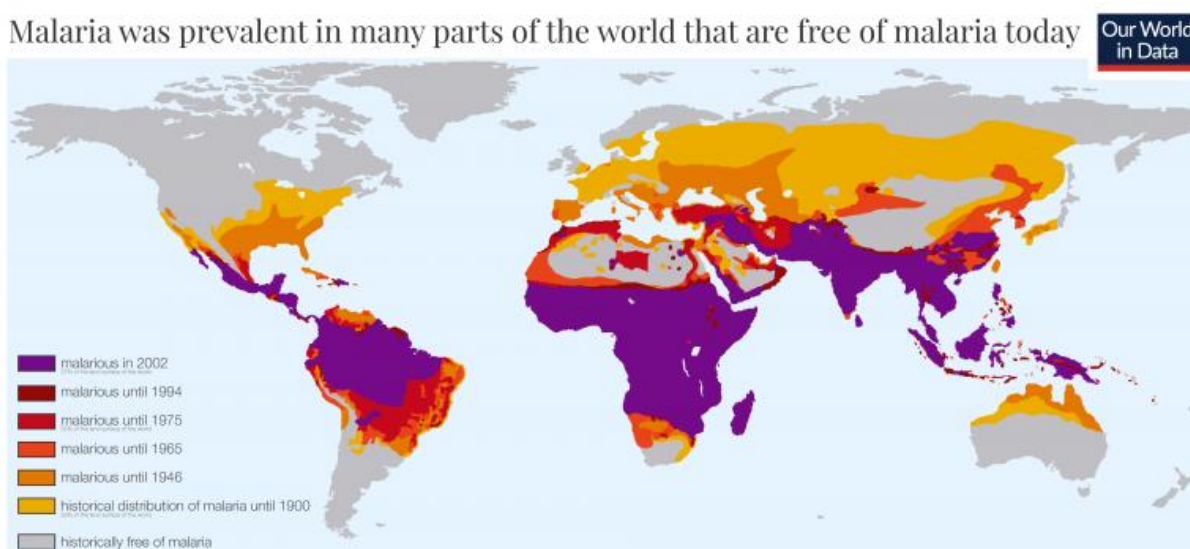 Malaria was prevalent in many parts of the world that are free of malaria today
Our World
in Data
malarious in 2002
malarious until 1994
malarious until 1975
malarious until 1965
malarious until 1946
historical distribution of malaria until 1900
historically free of malaria